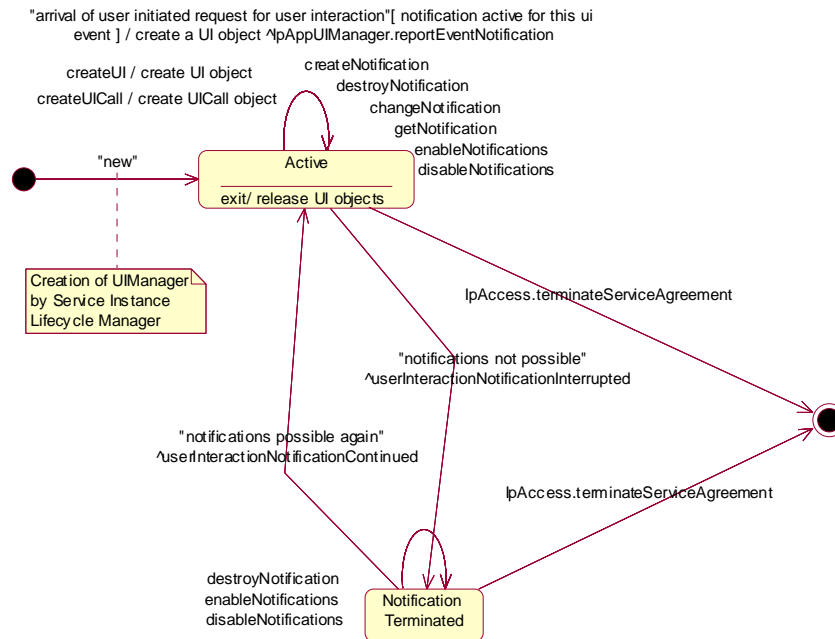 "arrival of user initiated request for user interaction"[ notification active for this ui
event ] / create a UI object ^IpAppUIManager.reportEventNotification
createUI / create UI object
createUICall / create UICall object
createNotification
destroyNotification
changeNotification
getNotification
enableNotifications
disableNotifications
"new"
Active
exit/ release UI objects
Creation of UIManager
by Service Instance
Lifecycle Manager
IpAccess.terminateServiceAgreement
"notifications not possible"
^userInteractionNotificationInterrupted
"notifications possible again"
^userInteractionNotificationContinued
IpAccess.terminateServiceAgreement
destroyNotification
enableNotifications
disableNotifications
Notification
Terminated